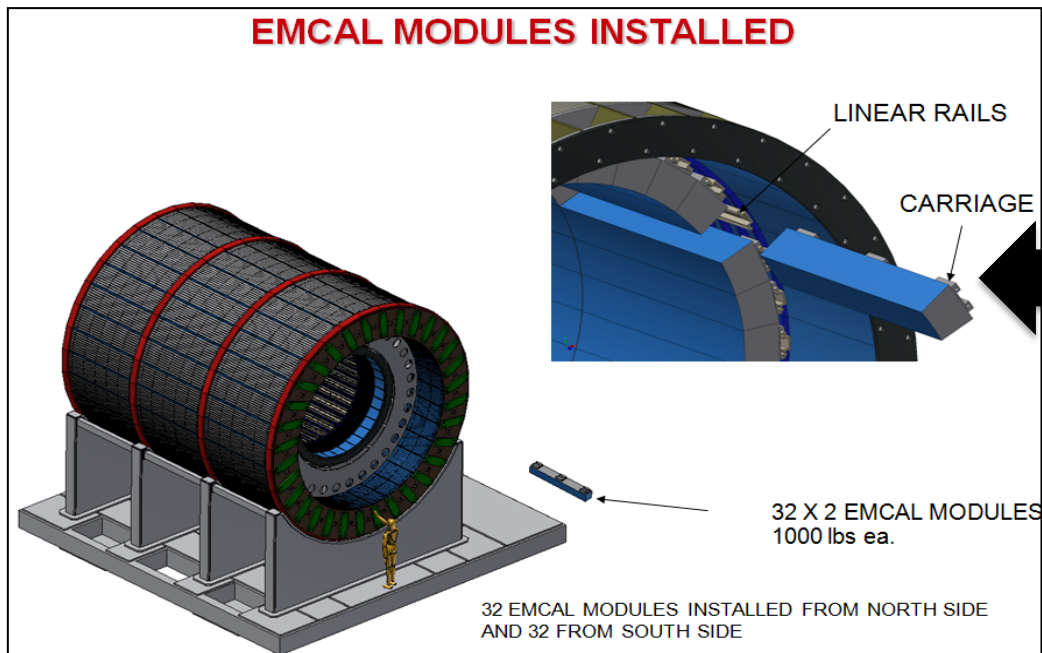 EMCAL MODULES INSTALLED
LINEAR RAILS
CARRIAGE
32 X 2 EMCAL MODULES
1000 lbs ea.
32 EMCAL MODULES INSTALLED FROM NORTH SIDE
AND 32 FROM SOUTH SIDE